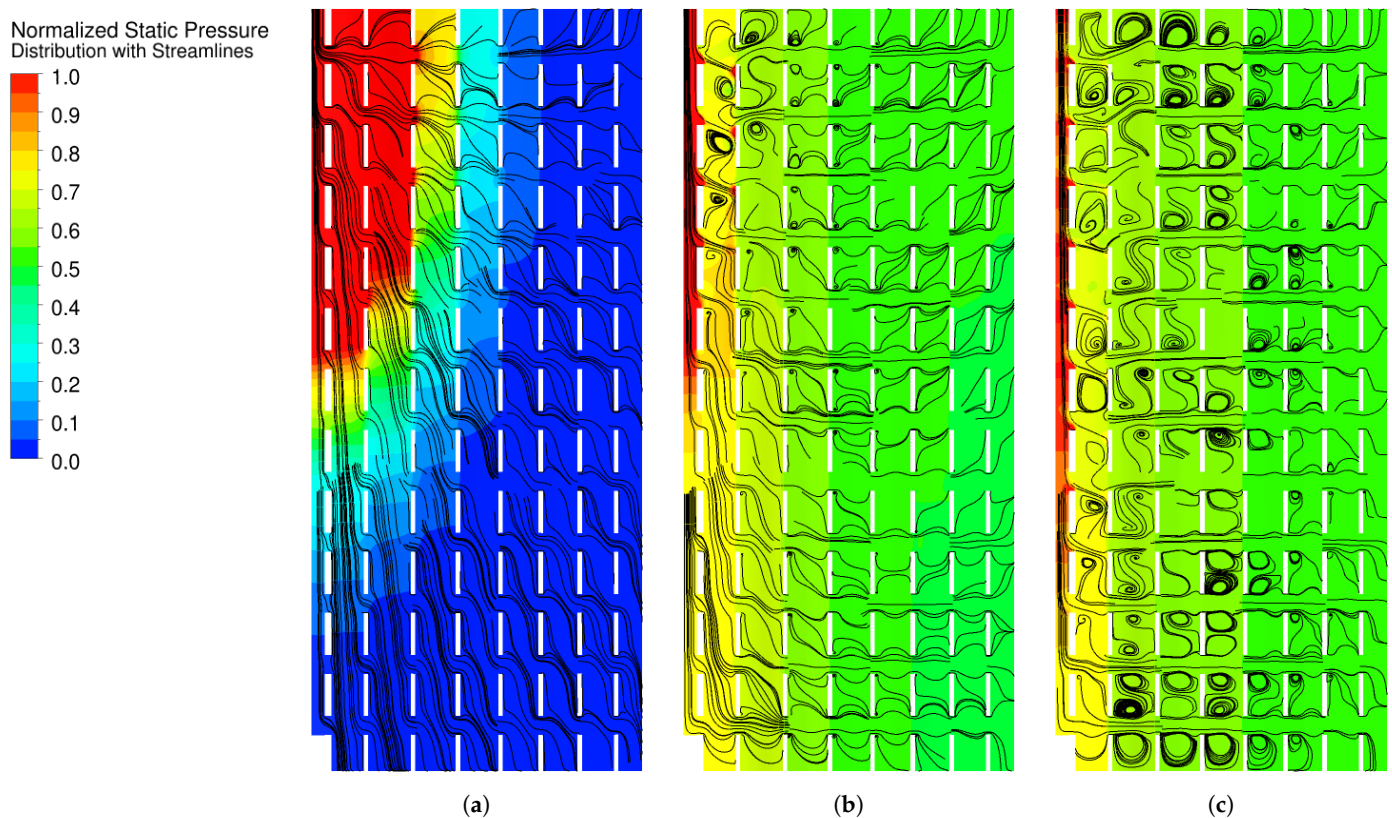 Normalized Static Pressure
Distribution with Streamlines
1.0
0.9
0.8
0.7
0.6
0.5
0.4
0.3
0.2
0.1
0.0
(a)
(b)
(c)